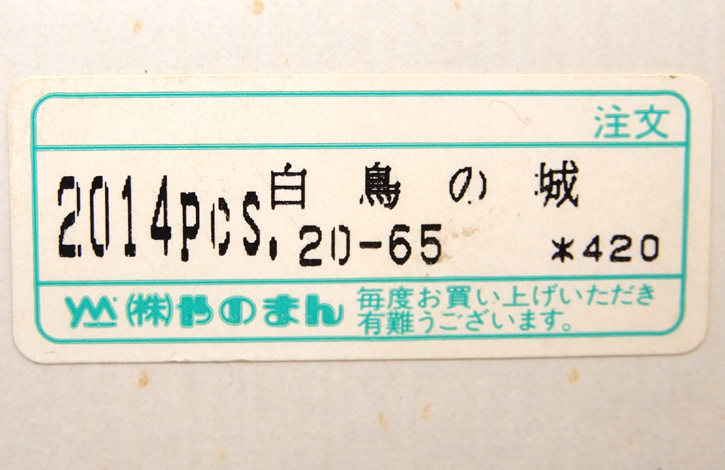 注文
2014pcs. 白鳥の城
20-65 *420
YM (株)やのまん 毎度お買い上げいただき
有難うございます。